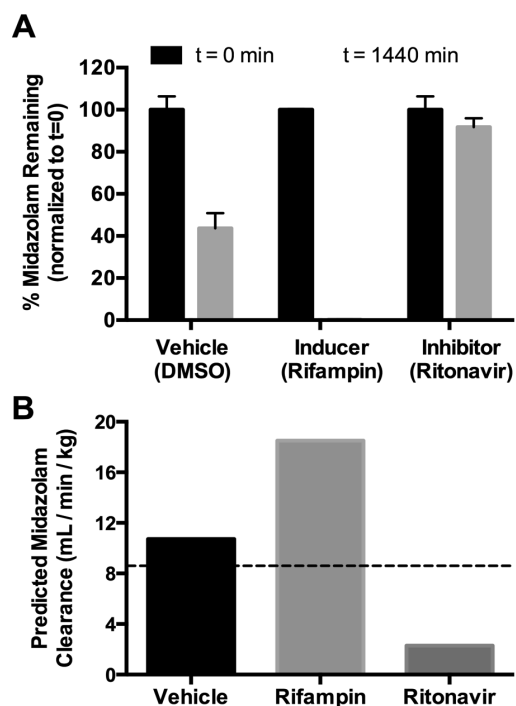 A
t = 0 min t = 1440 min
% Midazolam Remaining
(normalized to t=0)
120
100
80
60
40
20
0
Vehicle
(DMSO)
Inducer
(Rifampin)
Inhibitor
(Ritonavir)
B
Predicted Midazolam
Clearance (mL / min / kg)
20
16
12
8
4
0
Vehicle Rifampin Ritonavir